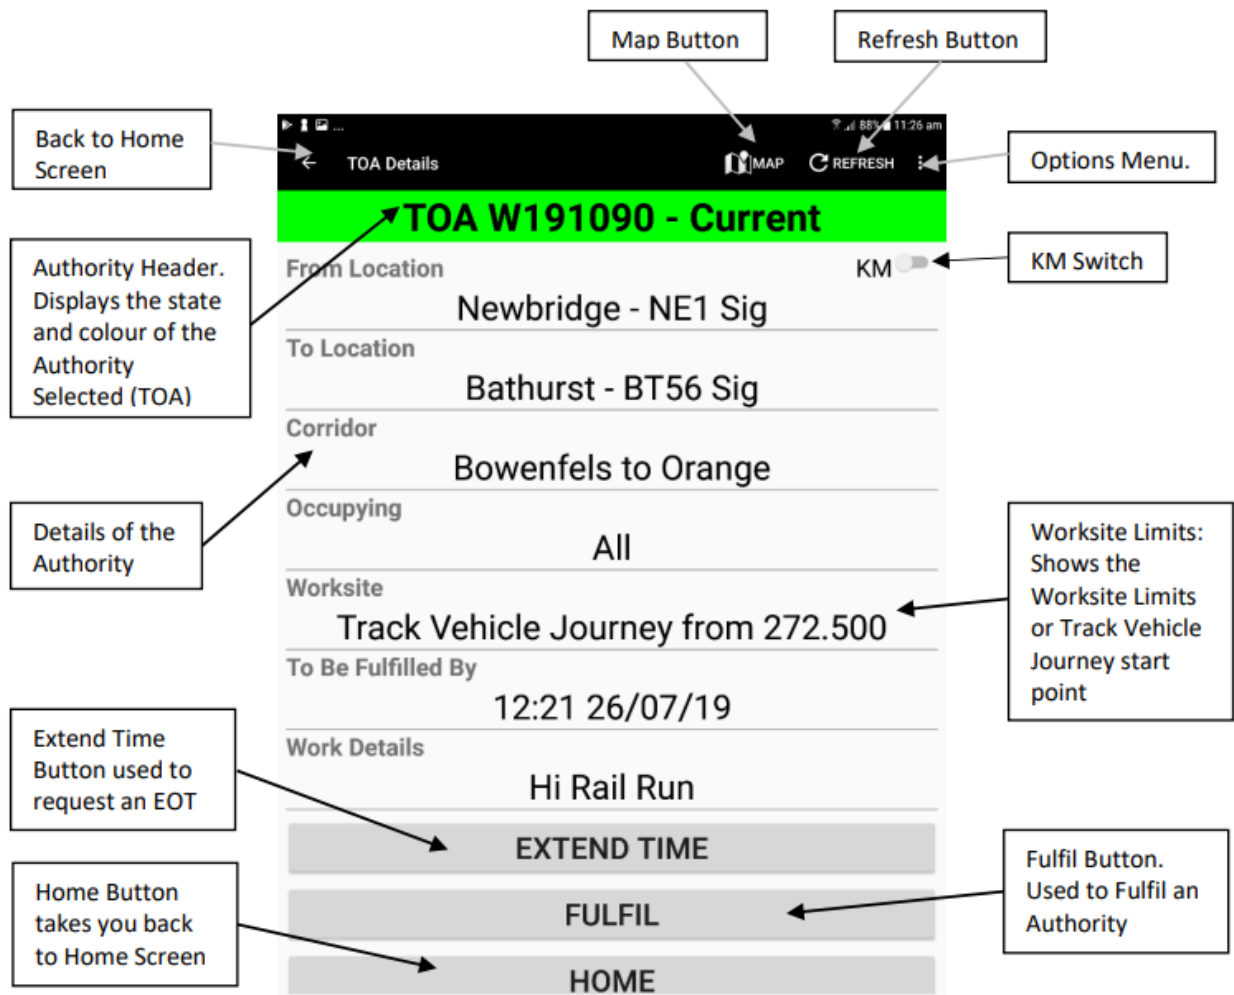 Map Button
Refresh Button
Back to Home
Screen
... 88% 11:26 am
TOA Details
MAP
REFRESH
Options Menu.
TOA W191090 - Current
Authority Header.
Displays the state
and colour of the
Authority
Selected (TOA)
From Location
KM
KM Switch
Newbridge - NE1 Sig
To Location
Bathurst - BT56 Sig
Corridor
Bowenfels to Orange
Details of the
Authority
Occupying
All
Worksite Limits:
Shows the
Worksite Limits
or Track Vehicle
Journey start
point
Worksite
Track Vehicle Journey from 272.500
To Be Fulfilled By
12:21 26/07/19
Extend Time
Button used to
request an EOT
Work Details
Hi Rail Run
EXTEND TIME
Fulfil Button.
Used to Fulfil an
Authority
FULFIL
Home Button
takes you back
to Home Screen
HOME